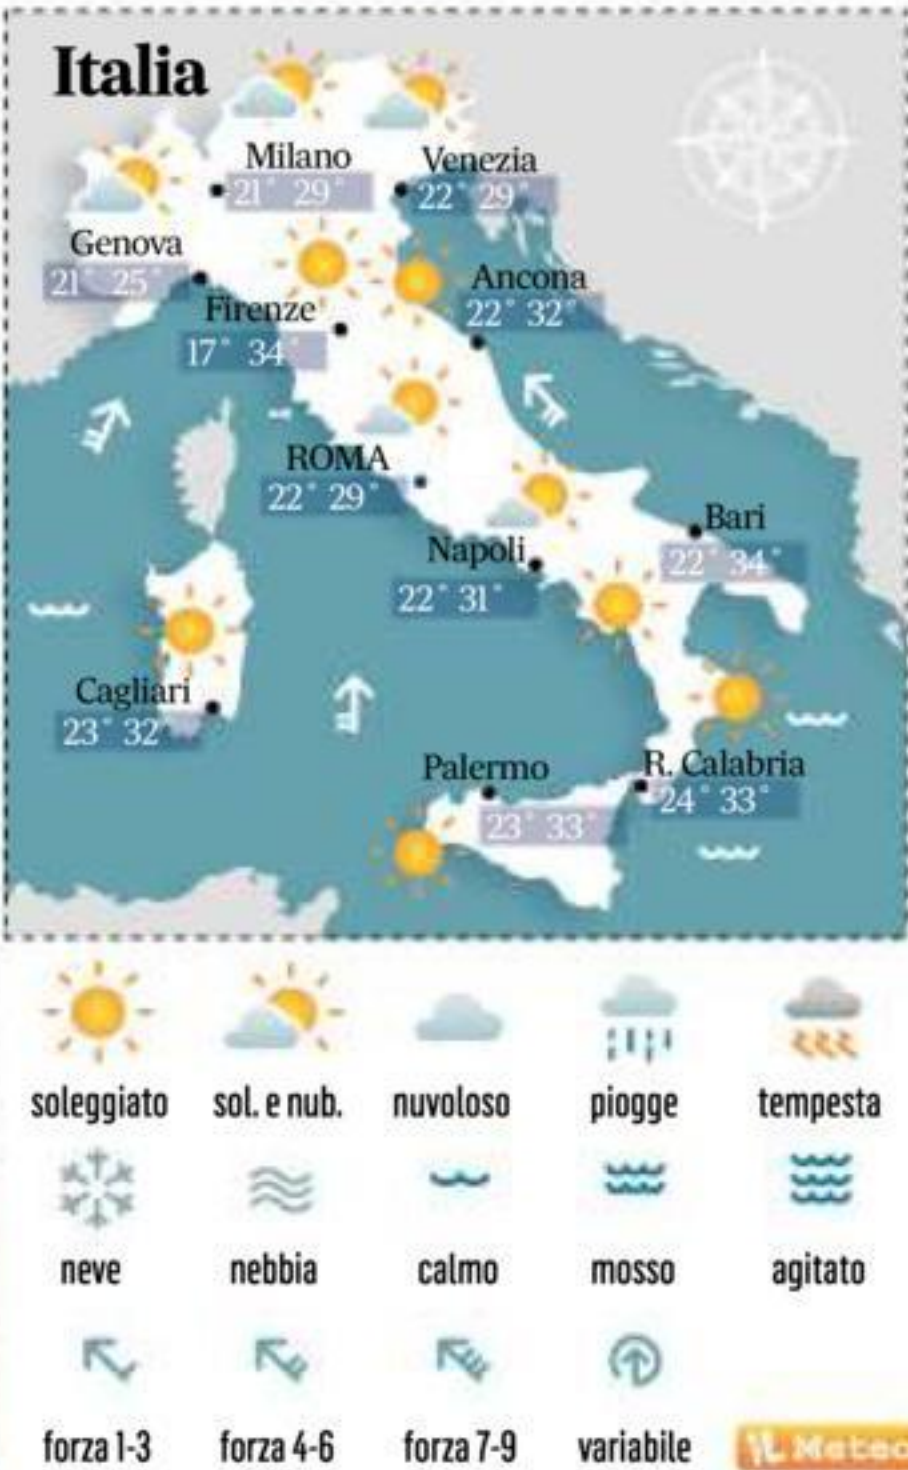 Italia
Milano
21° 29°
Venezia
22° 29°
Genova
21° 25°
Ancona
22° 32°
Firenze
17° 34°
ROMA
22° 29°
Bari
22° 34°
Napoli
22° 31°
Cagliari
23° 32°
Palermo
23° 33°
R. Calabria
24° 33°
soleggiato sol. e nub. nuvoloso piogge tempesta
neve nebbia calmo mosso agitato
forza 1-3 forza 4-6 forza 7-9 variabile